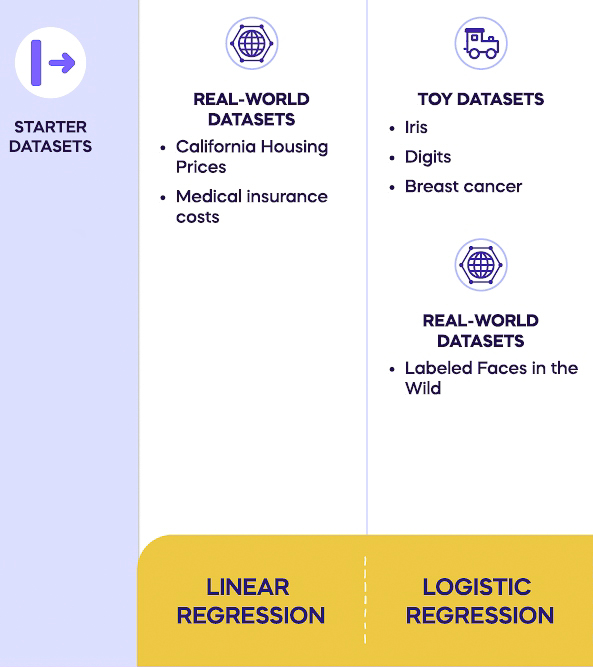 STARTER
DATASETS
REAL-WORLD
DATASETS
• California Housing
Prices
• Medical insurance
costs
TOY DATASETS
• Iris
• Digits
• Breast cancer
REAL-WORLD
DATASETS
• Labeled Faces in the
Wild
LINEAR
REGRESSION
LOGISTIC
REGRESSION